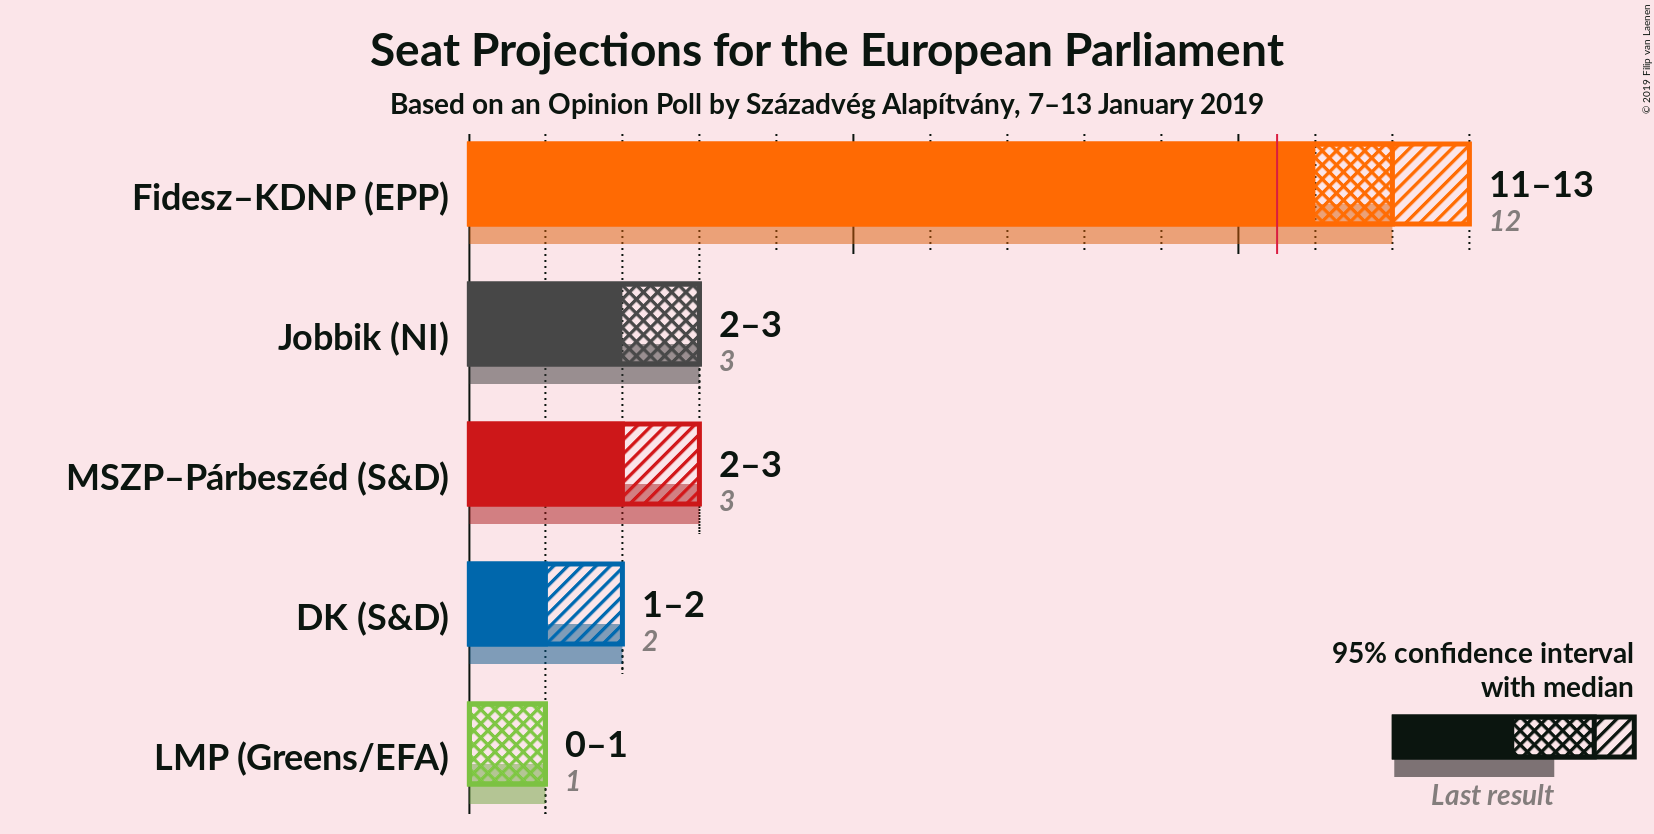 Seat Projections for the European Parliament
Based on an Opinion Poll by Századvég Alapítvány, 7–13 January 2019
© 2019 Filip van Laenen
Fidesz–KDNP (EPP)
11–13
12
Jobbik (NI)
2–3
3
MSZP–Párbeszéd (S&D)
2–3
3
DK (S&D)
1–2
2
LMP (Greens/EFA)
0–1
1
95% confidence interval
with median
Last result